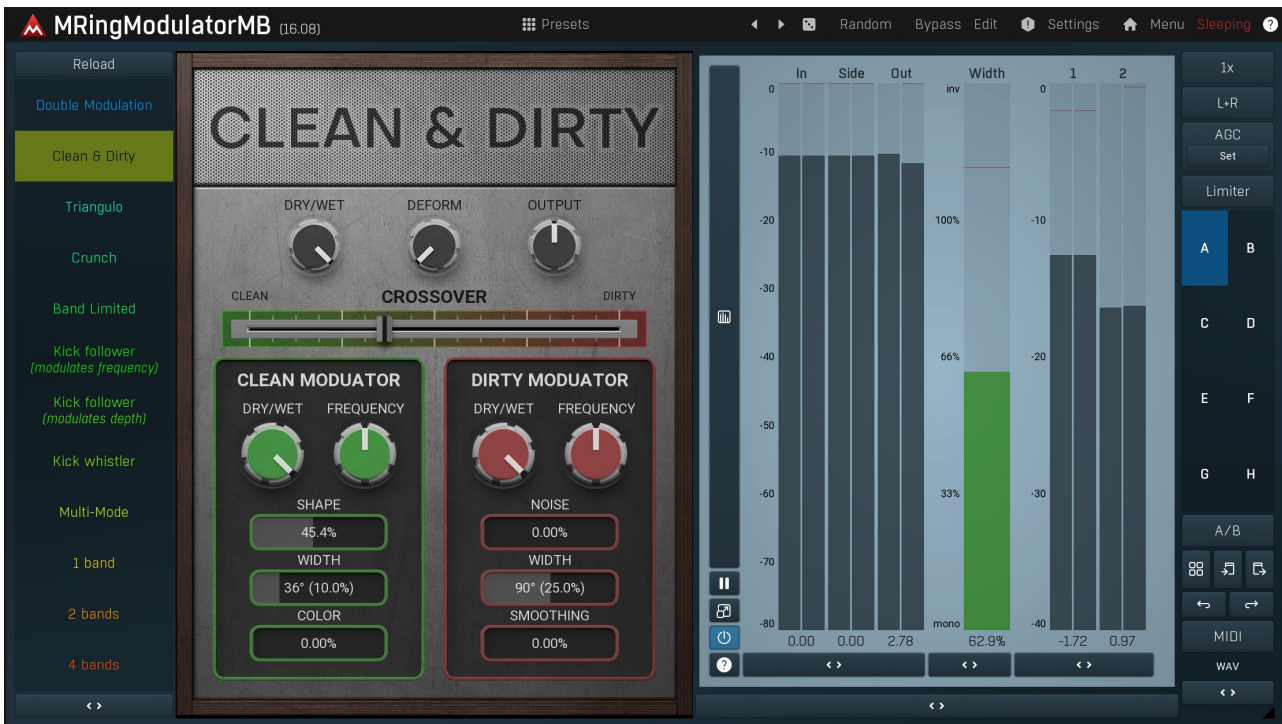 MRingModulatorMB (16.08)
Presets
Random
Bypass
Edit
Settings
Menu
Sleeping
?
Reload
Double Modulation
Clean & Dirty
Triangulo
Crunch
Band Limited
Kick follower
(modulates frequency)
Kick follower
(modulates depth)
Kick whistler
Multi-Mode
1 band
2 bands
4 bands
CLEAN & DIRTY
DRY/WET
DEFORM
OUTPUT
CLEAN
CROSSOVER
DIRTY
CLEAN MODUATOR
DRY/WET
FREQUENCY
SHAPE
45.4%
WIDTH
36° (10.0%)
COLOR
0.00%
DIRTY MODUATOR
DRY/WET
FREQUENCY
NOISE
0.00%
WIDTH
90° (25.0%)
SMOOTHING
0.00%
In
Side
Out
0
-10
-20
-30
-40
-50
-60
-70
-80
0.00
0.00
2.78
Width
inv
100%
66%
33%
mono
62.9%
1
2
0
-10
-20
-30
-40
-1.72
0.97
?
1x
L+R
AGC
Set
Limiter
A
B
C
D
E
F
G
H
A/B
MIDI
WAV